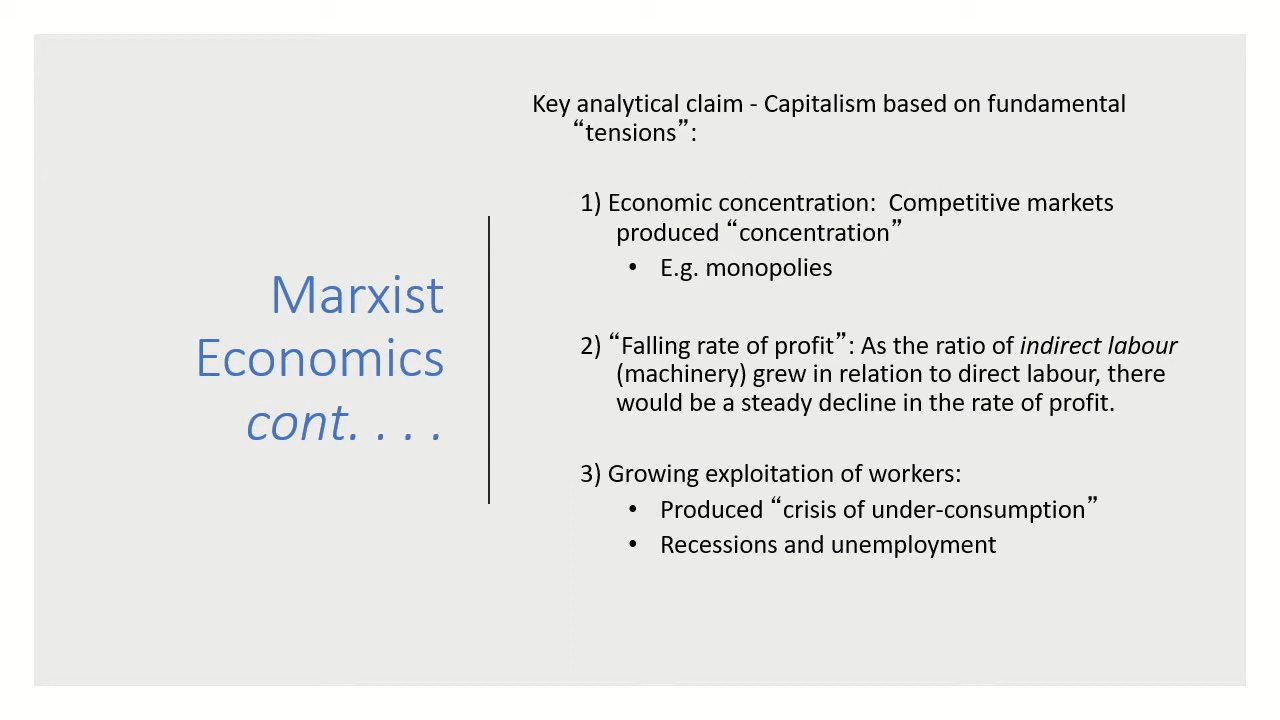 Marxist
Economics
cont. . . .
Key analytical claim - Capitalism based on fundamental
“tensions”:
1) Economic concentration:  Competitive markets
produced “concentration”
• E.g. monopolies
2) “Falling rate of profit”: As the ratio of indirect labour
(machinery) grew in relation to direct labour, there
would be a steady decline in the rate of profit.
3) Growing exploitation of workers:
• Produced “crisis of under-consumption”
• Recessions and unemployment